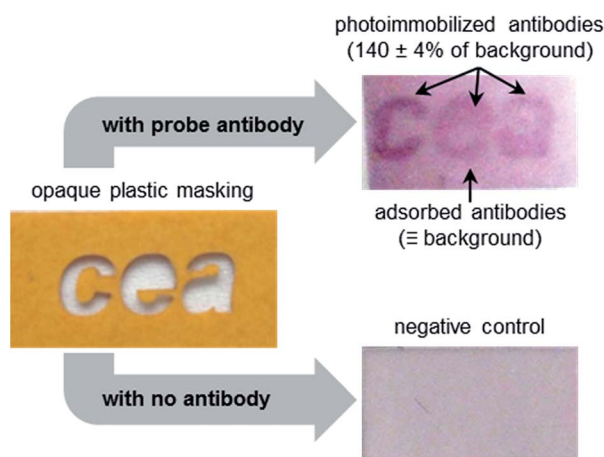 photoimmobilized antibodies
(140 ± 4% of background)
with probe antibody
cea
opaque plastic masking
adsorbed antibodies
(≡ background)
cea
negative control
with no antibody